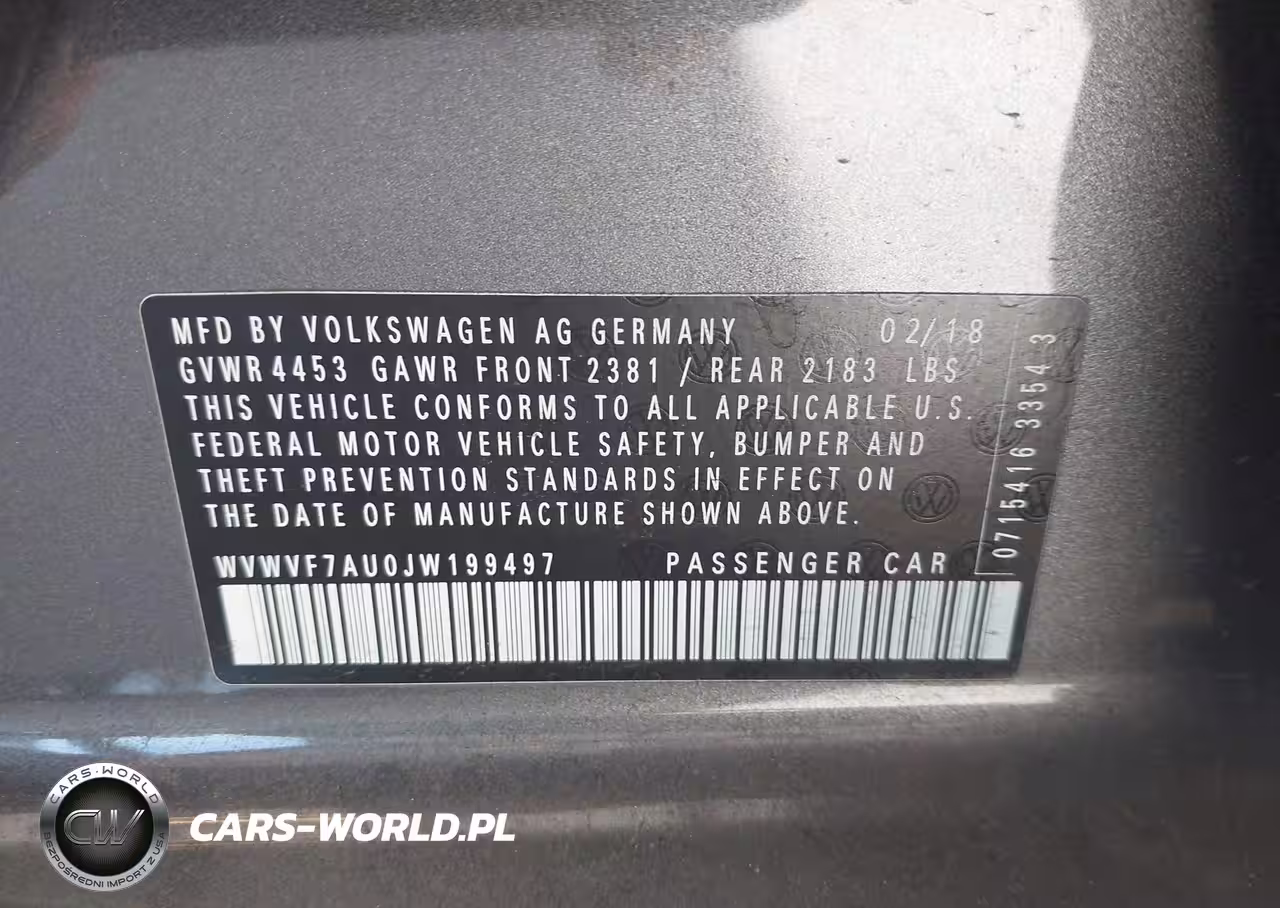 MFD BY VOLKSWAGEN AG GERMANY 02/18
GVWR 4453 GAWR FRONT 2381 / REAR 2183 LBS
THIS VEHICLE CONFORMS TO ALL APPLICABLE U.S.
FEDERAL MOTOR VEHICLE SAFETY, BUMPER AND
THEFT PREVENTION STANDARDS IN EFFECT ON
THE DATE OF MANUFACTURE SHOWN ABOVE.
WVWVF7AU0JW199497 PASSENGER CAR
0715416 3354 3
CARS-WORLD
CW
BEZPOŚREDNI IMPORT Z USA
CARS-WORLD.PL